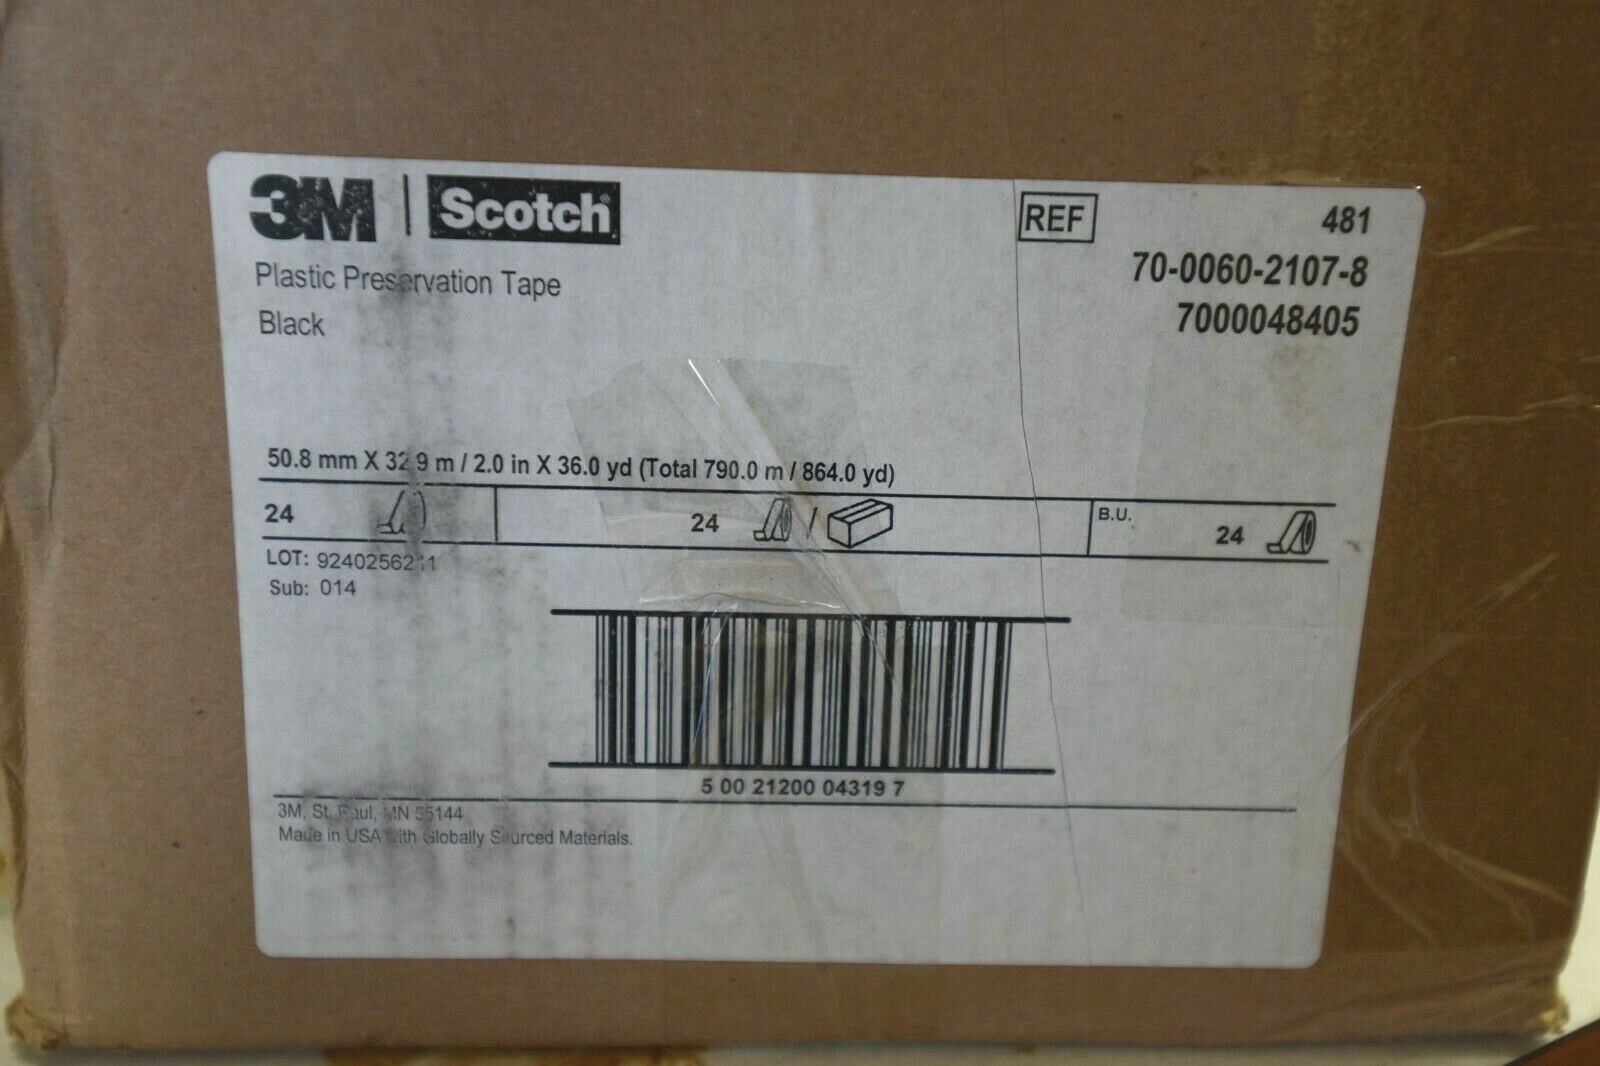 3M | Scotch
Plastic Preservation Tape
Black
REF 481
70-0060-2107-8
7000048405
50.8 mm X 32.9 m / 2.0 in X 36.0 yd (Total 790.0 m / 864.0 yd)
24 24 / B.U. 24
LOT:
Sub: 014
5 00 21200 04319 7
3M, St. Paul, MN 55144
Made in USA with Globally Sourced Materials.